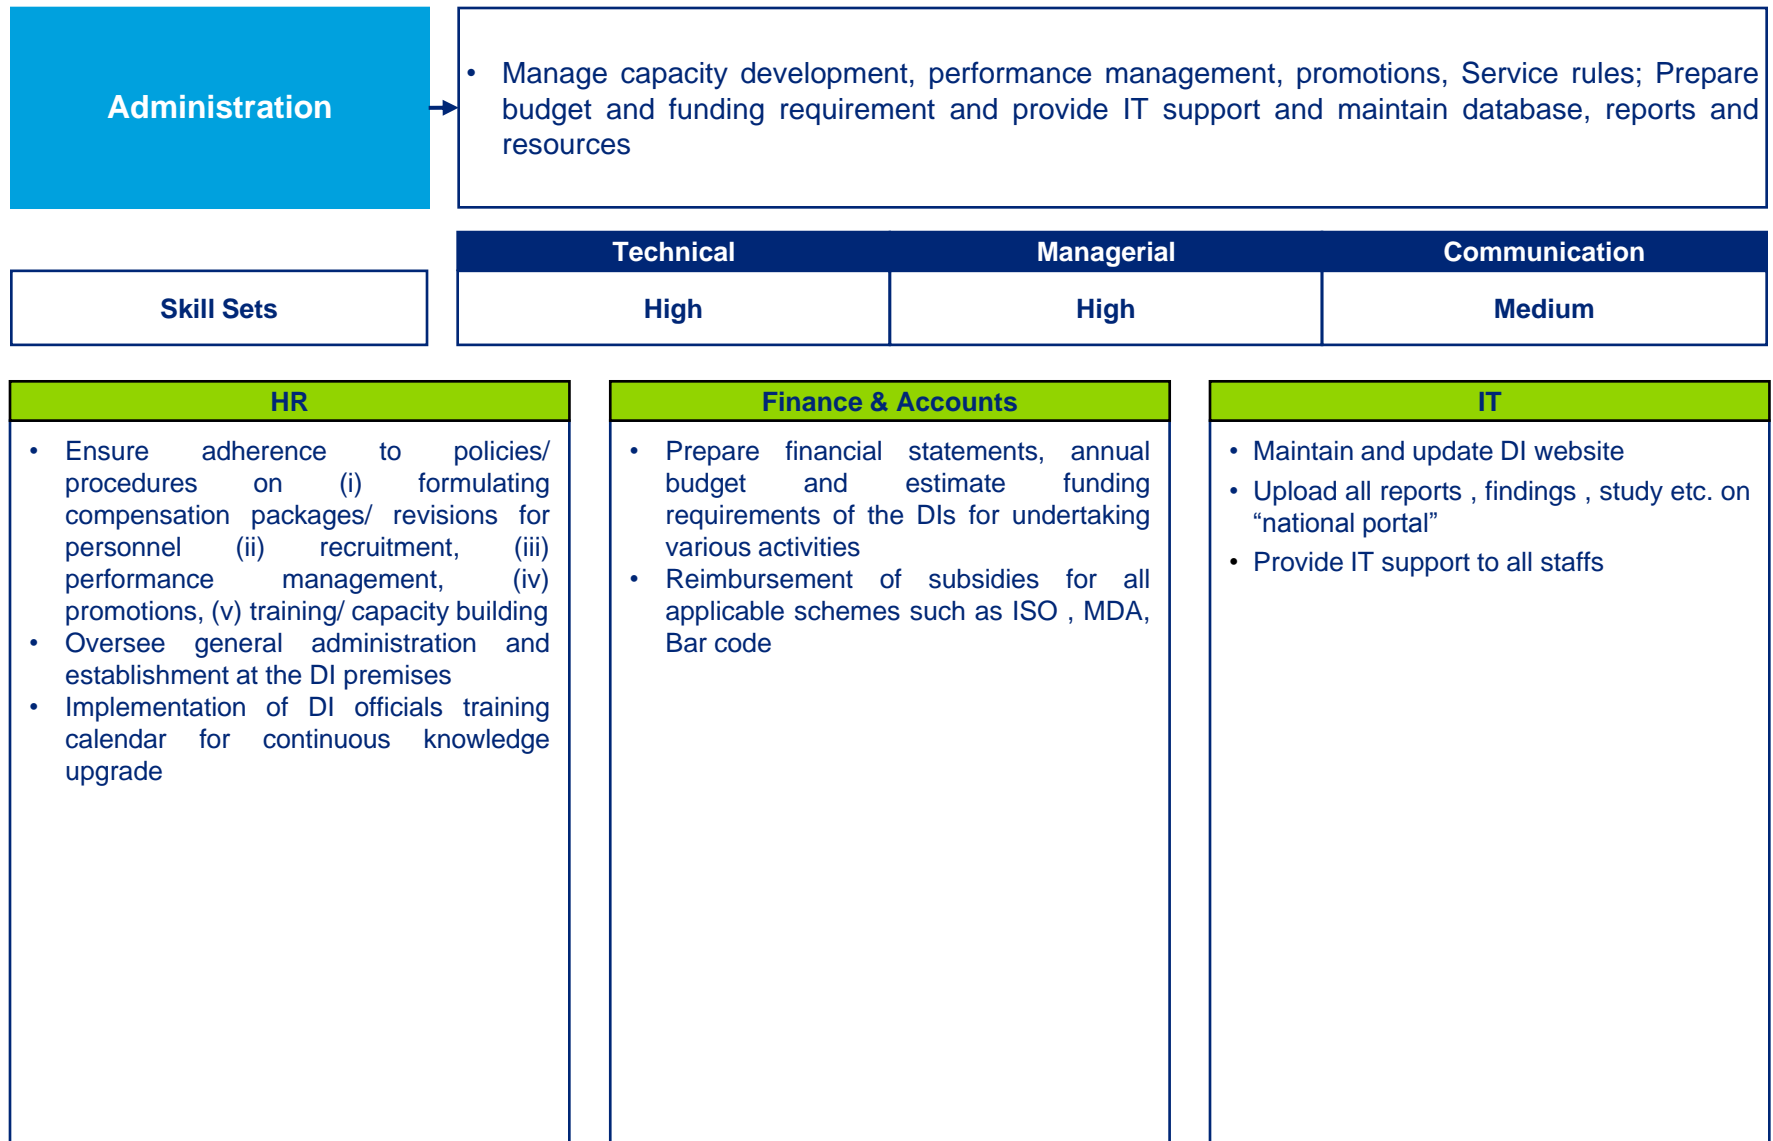 Administration
• Manage capacity development, performance management, promotions, Service rules; Prepare
budget and funding requirement and provide IT support and maintain database, reports and
resources
Technical Managerial Communication
Skill Sets High High Medium
HR
• Ensure adherence to policies/
procedures on (i) formulating
compensation packages/ revisions for
personnel (ii) recruitment, (iii)
performance management, (iv)
promotions, (v) training/ capacity building
• Oversee general administration and
establishment at the DI premises
• Implementation of DI officials training
calendar for continuous knowledge
upgrade
Finance & Accounts
• Prepare financial statements, annual
budget and estimate funding
requirements of the DIs for undertaking
various activities
• Reimbursement of subsidies for all
applicable schemes such as ISO , MDA,
Bar code
IT
• Maintain and update DI website
• Upload all reports , findings , study etc. on
“national portal”
• Provide IT support to all staffs